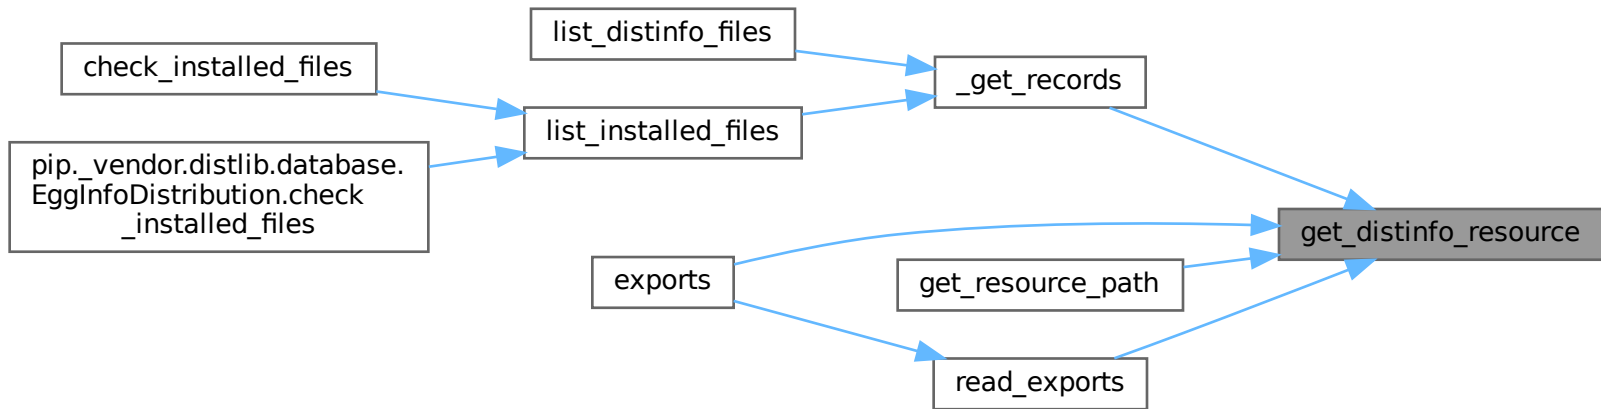 list_distinfo_files
check_installed_files
_get_records
list_installed_files
pip._vendor.distlib.database.
EggInfoDistribution.check
_installed_files
get_distinfo_resource
exports
get_resource_path
read_exports